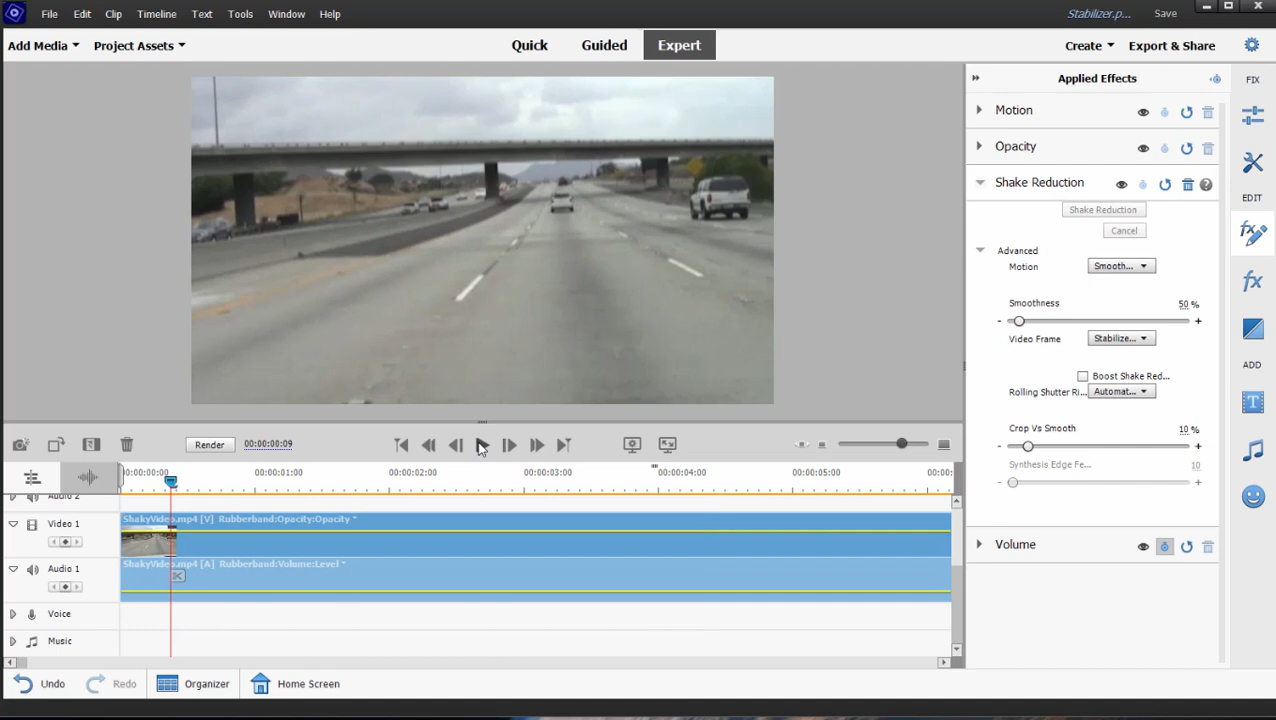 File Edit Clip Timeline Text Tools Window Help Stabilizer.p... Save
Add Media Project Assets Quick Guided Expert Create Export & Share
Applied Effects
FIX
Motion
Opacity
Shake Reduction
EDIT
Shake Reduction
Cancel
Advanced
Motion Smooth...
Smoothness 50 %
- +
Video Frame Stabilize...
ADD
Boost Shake Red...
Rolling Shutter Ri... Automat...
Crop Vs Smooth 10 %
- +
Synthesis Edge Fe... 10
- +
Volume
Render 00:00:00:09
00:00:00:00 00:00:01:00 00:00:02:00 00:00:03:00 00:00:04:00 00:00:05:00 00:00:
Audio 2
Video 1 ShakyVideo.mp4 [V] Rubberband:Opacity:Opacity
Audio 1 ShakyVideo.mp4 [A] Rubberband:Volume:Level
Voice
Music
Undo Redo Organizer Home Screen